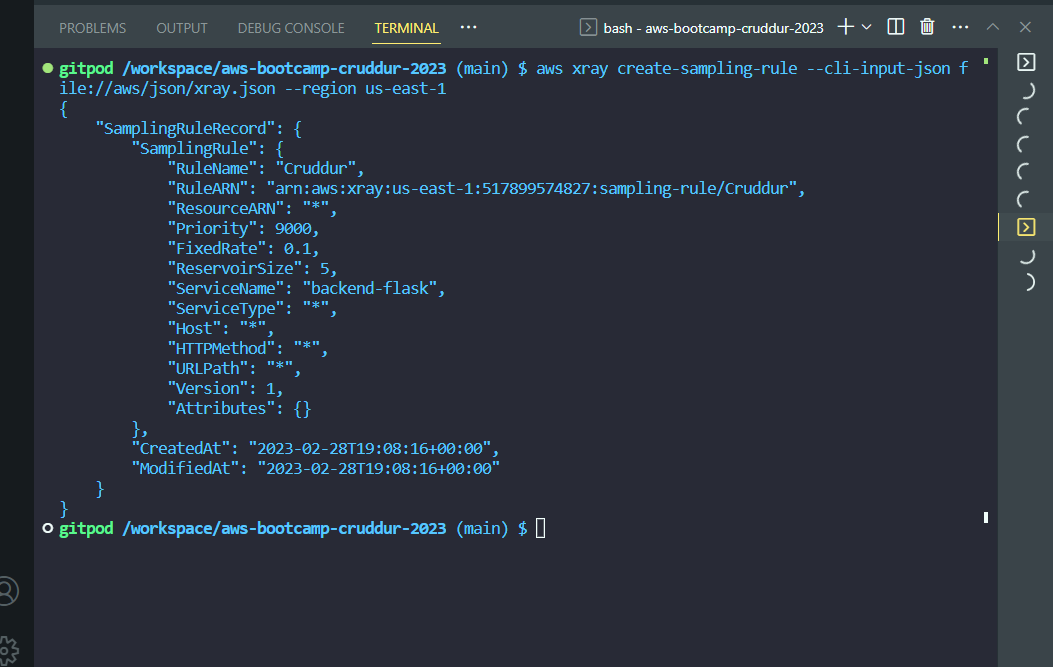 PROBLEMS OUTPUT DEBUG CONSOLE TERMINAL ··· bash - aws-bootcamp-cruddur-2023
gitpod /workspace/aws-bootcamp-cruddur-2023 (main) $ aws xray create-sampling-rule --cli-input-json f
ile://aws/json/xray.json --region us-east-1
{
    "SamplingRuleRecord": {
        "SamplingRule": {
            "RuleName": "Cruddur",
            "RuleARN": "arn:aws:xray:us-east-1:517899574827:sampling-rule/Cruddur",
            "ResourceARN": "*",
            "Priority": 9000,
            "FixedRate": 0.1,
            "ReservoirSize": 5,
            "ServiceName": "backend-flask",
            "ServiceType": "*",
            "Host": "*",
            "HTTPMethod": "*",
            "URLPath": "*",
            "Version": 1,
            "Attributes": {}
        },
        "CreatedAt": "2023-02-28T19:08:16+00:00",
        "ModifiedAt": "2023-02-28T19:08:16+00:00"
    }
}
gitpod /workspace/aws-bootcamp-cruddur-2023 (main) $